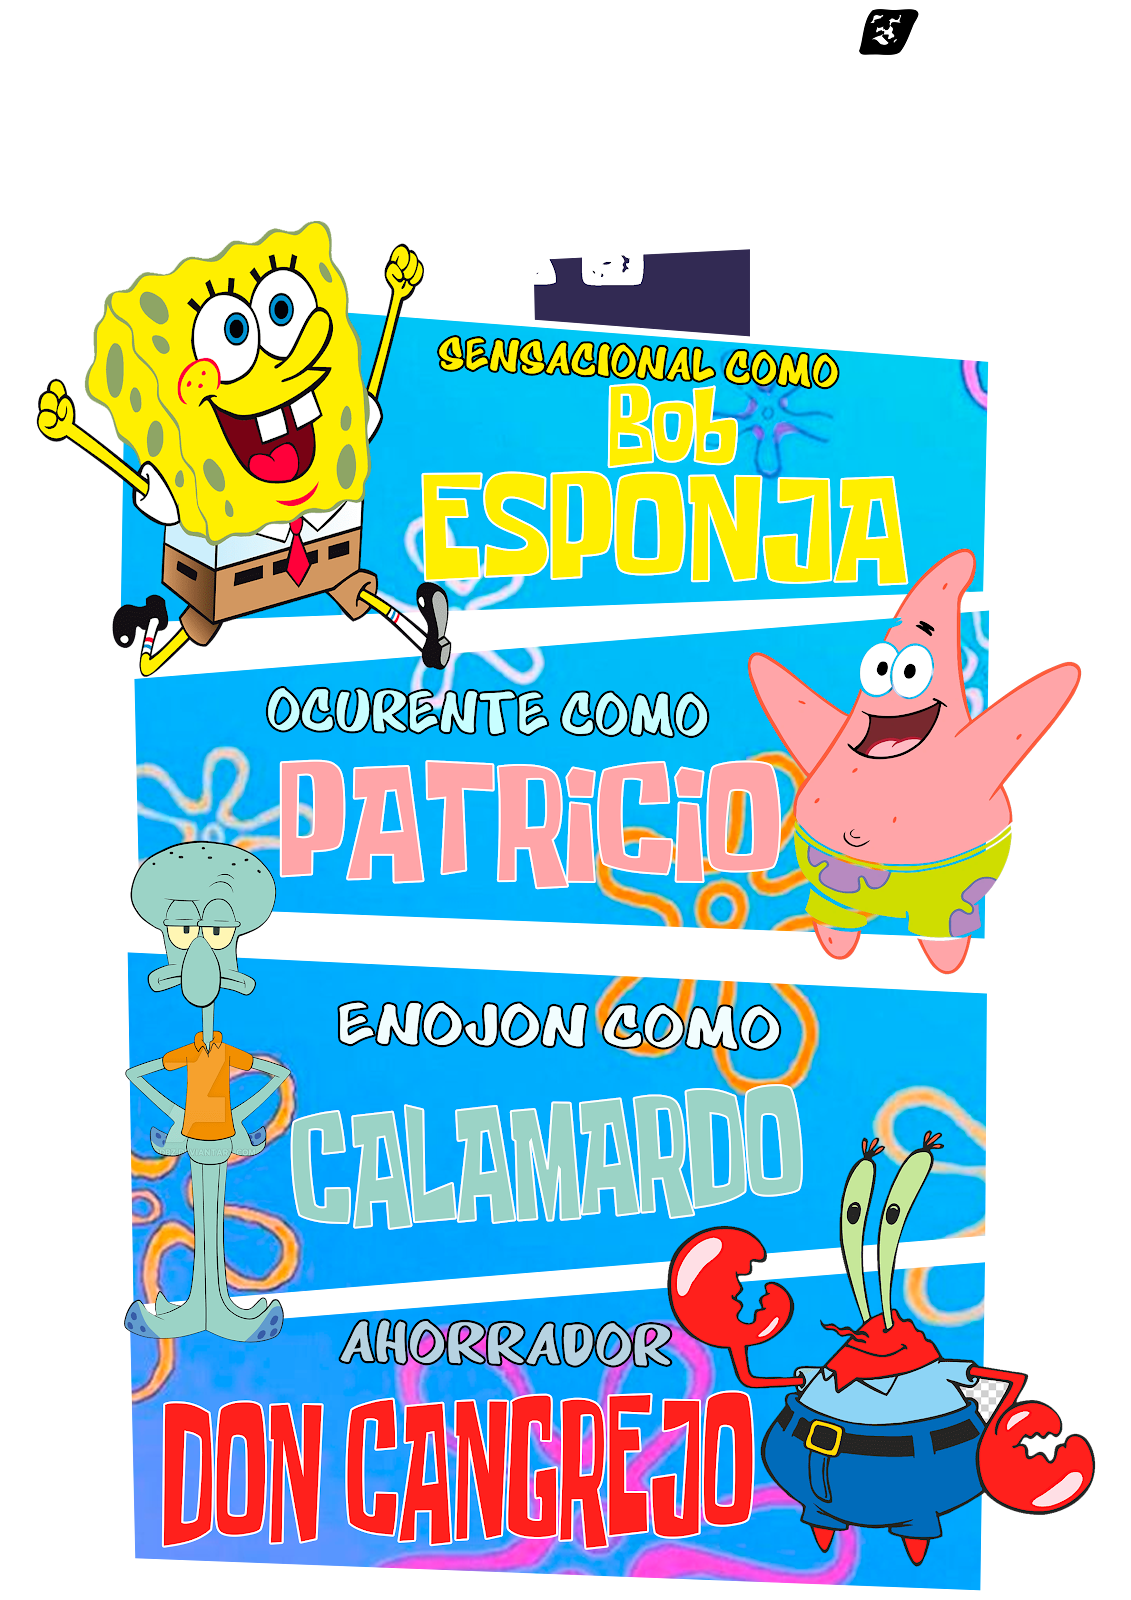 SENSACIONAL COMO
Bob
ESPONJA
OCURENTE COMO
PATRiCiO
ENOJON COMO
CALAMARDO
AHORRADOR
DON CANGREJO